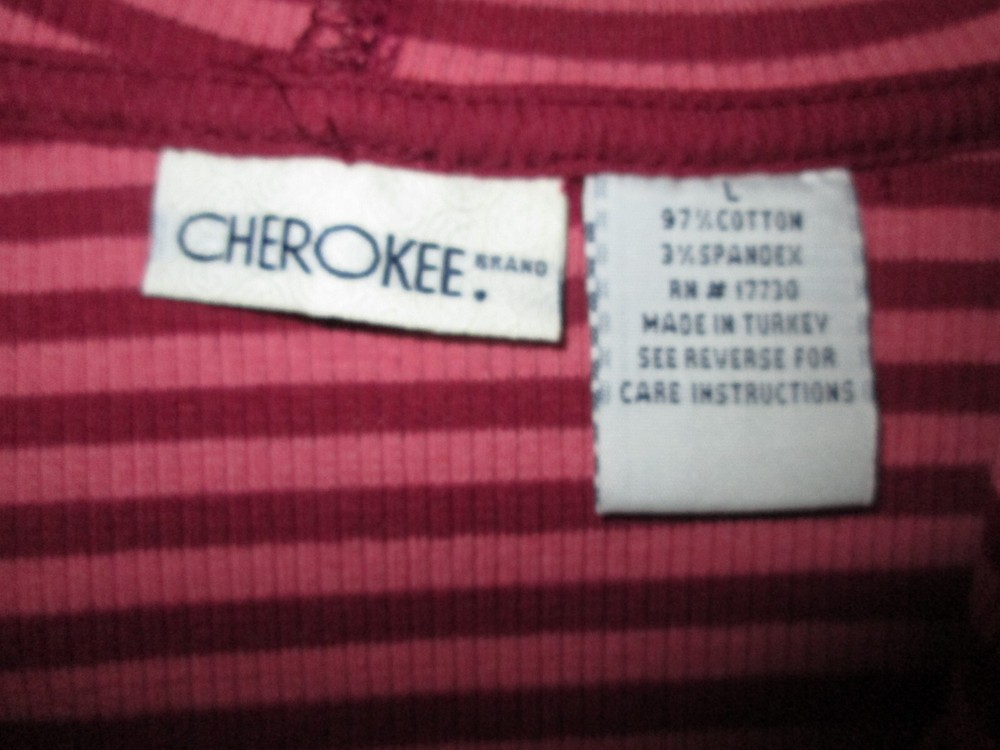 CHEROKEE. BRAND
L
97% COTTON
3% SPANDEX
RN # 17730
MADE IN TURKEY
SEE REVERSE FOR
CARE INSTRUCTIONS